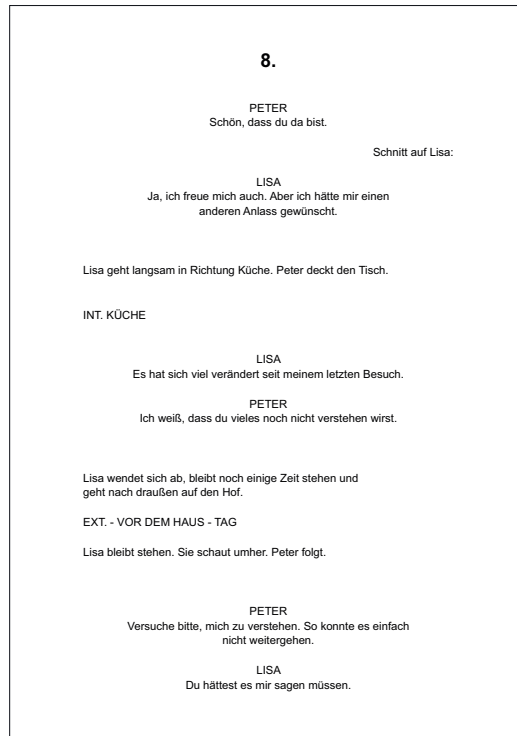 8.
PETER
Schön, dass du da bist.
Schnitt auf Lisa:
LISA
Ja, ich freue mich auch. Aber ich hätte mir einen
anderen Anlass gewünscht.
Lisa geht langsam in Richtung Küche. Peter deckt den Tisch.
INT. KÜCHE
LISA
Es hat sich viel verändert seit meinem letzten Besuch.
PETER
Ich weiß, dass du vieles noch nicht verstehen wirst.
Lisa wendet sich ab, bleibt noch einige Zeit stehen und
geht nach draußen auf den Hof.
EXT. - VOR DEM HAUS - TAG
Lisa bleibt stehen. Sie schaut umher. Peter folgt.
PETER
Versuche bitte, mich zu verstehen. So konnte es einfach
nicht weitergehen.
LISA
Du hättest es mir sagen müssen.